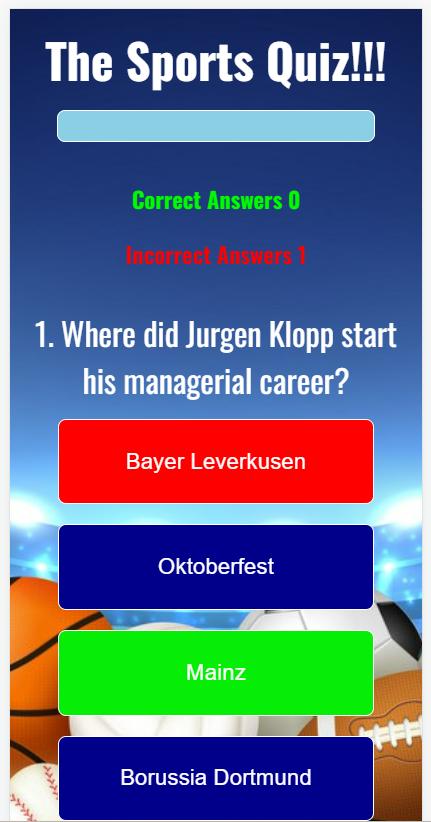 The Sports Quiz!!!
Correct Answers 0
Incorrect Answers 1
1. Where did Jurgen Klopp start
his managerial career?
Bayer Leverkusen
Oktoberfest
Mainz
Borussia Dortmund